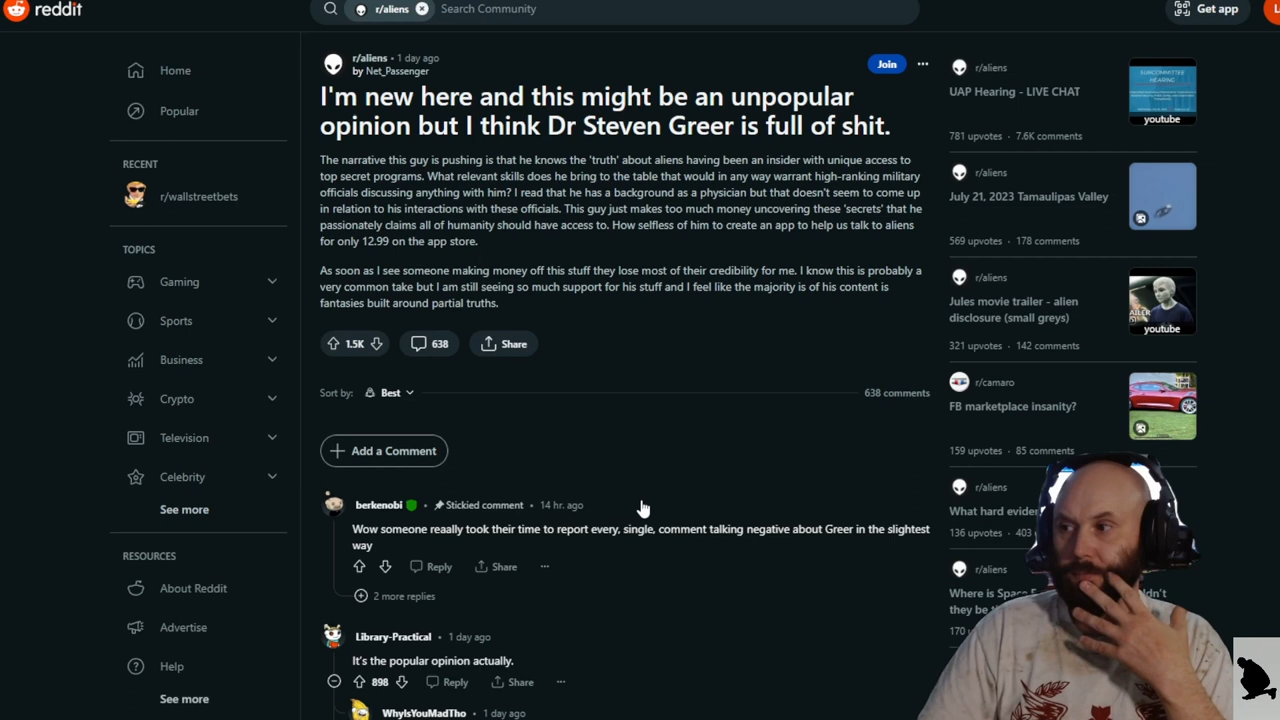 reddit
r/aliens
Search Community
Get app
Home
Popular
RECENT
r/wallstreetbets
TOPICS
Gaming
Sports
Business
Crypto
Television
Celebrity
See more
RESOURCES
About Reddit
Advertise
Help
See more
r/aliens • 1 day ago
by Net_Passenger
Join
I'm new here and this might be an unpopular
opinion but I think Dr Steven Greer is full of shit.
The narrative this guy is pushing is that he knows the 'truth' about aliens having been an insider with unique access to
top secret programs. What relevant skills does he bring to the table that would in any way warrant high-ranking military
officials discussing anything with him? I read that he has a background as a physician but that doesn't seem to come up
in relation to his interactions with these officials. This guy just makes too much money uncovering these 'secrets' that he
passionately claims all of humanity should have access to. How selfless of him to create an app to help us talk to aliens
for only 12.99 on the app store.
As soon as I see someone making money off this stuff they lose most of their credibility for me. I know this is probably a
very common take but I am still seeing so much support for his stuff and I feel like the majority is of his content is
fantasies built around partial truths.
1.5K 638 Share
Sort by: Best 638 comments
Add a Comment
berkenobi • Stickied comment • 14 hr. ago
Wow someone reaally took their time to report every, single, comment talking negative about Greer in the slightest
way
Reply Share
2 more replies
Library-Practical • 1 day ago
It's the popular opinion actually.
898 Reply Share
WhyIsYouMadTho • 1 day ago
r/aliens
UAP Hearing - LIVE CHAT
SUBCOMMITTEE
HEARING
youtube
781 upvotes • 7.6K comments
r/aliens
July 21, 2023 Tamaulipas Valley
569 upvotes • 178 comments
r/aliens
Jules movie trailer - alien
disclosure (small greys)
youtube
321 upvotes • 142 comments
r/camaro
FB marketplace insanity?
159 upvotes • 85 comments
r/aliens
What hard
136 upvotes • 403
r/aliens
Where is
they be
170